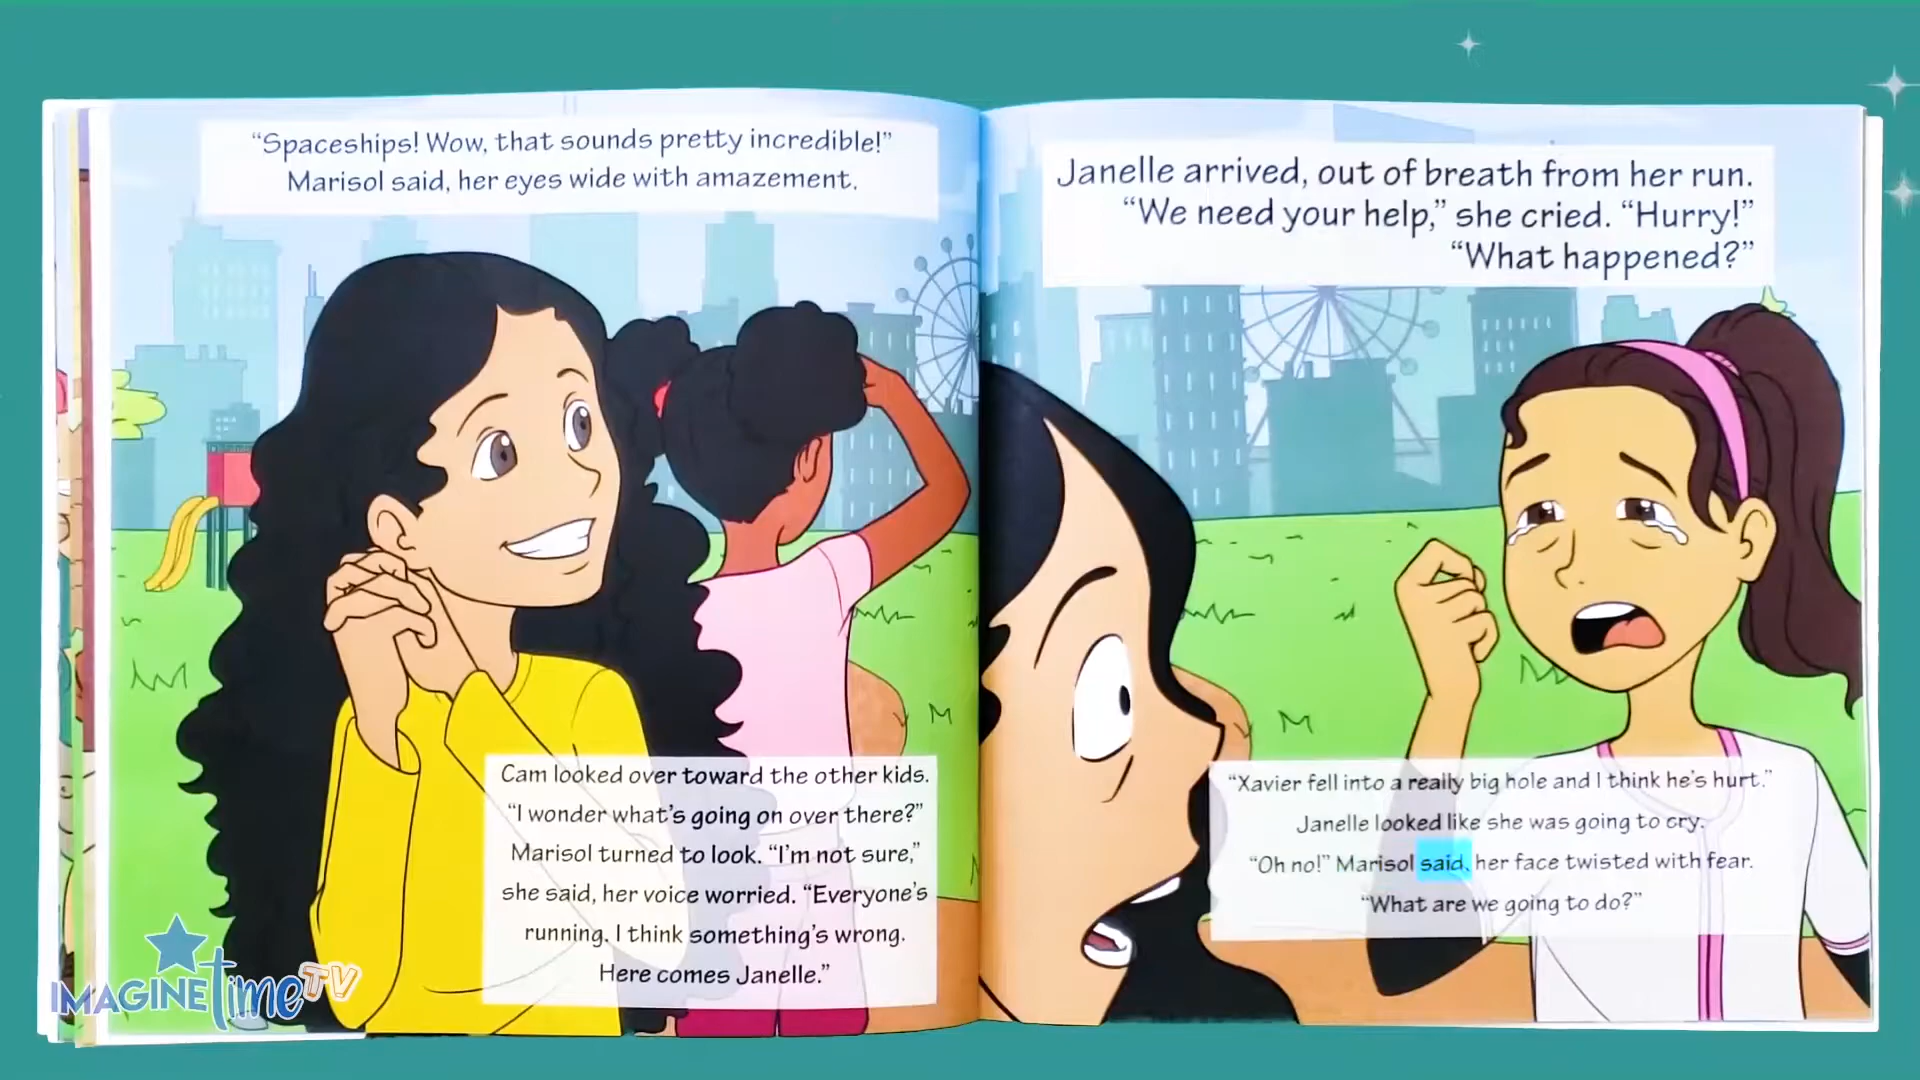 “Spaceships! Wow, that sounds pretty incredible!”
Marisol said, her eyes wide with amazement.
Cam looked over toward the other kids.
“I wonder what’s going on over there?”
Marisol turned to look. “I’m not sure,”
she said, her voice worried. “Everyone’s
running. I think something’s wrong.
Here comes Janelle.”
Janelle arrived, out of breath from her run.
“We need your help,” she cried. “Hurry!”
“What happened?”
“Xavier fell into a really big hole and I think he’s hurt.”
Janelle looked like she was going to cry.
“Oh no!” Marisol said, her face twisted with fear.
“What are we going to do?”
IMAGINE time TV